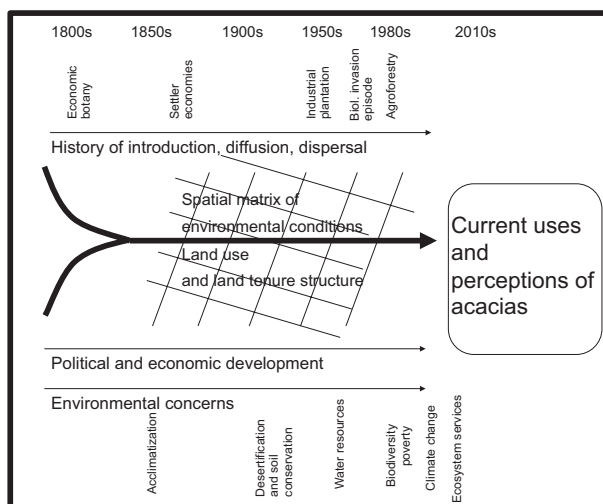 1800s 1850s 1900s 1950s 1980s 2010s
Economic
botany
Settler
economies
Industrial
plantation
Biol. invasion
episode
Agroforestry
History of introduction, diffusion, dispersal
Spatial matrix of
environmental conditions
Land use
and land tenure structure
Current uses
and
perceptions of
acacias
Political and economic development
Environmental concerns
Acclimatization
Desertification
and soil
conservation
Water resources
Biodiversity
poverty
Climate change
Ecosystem services